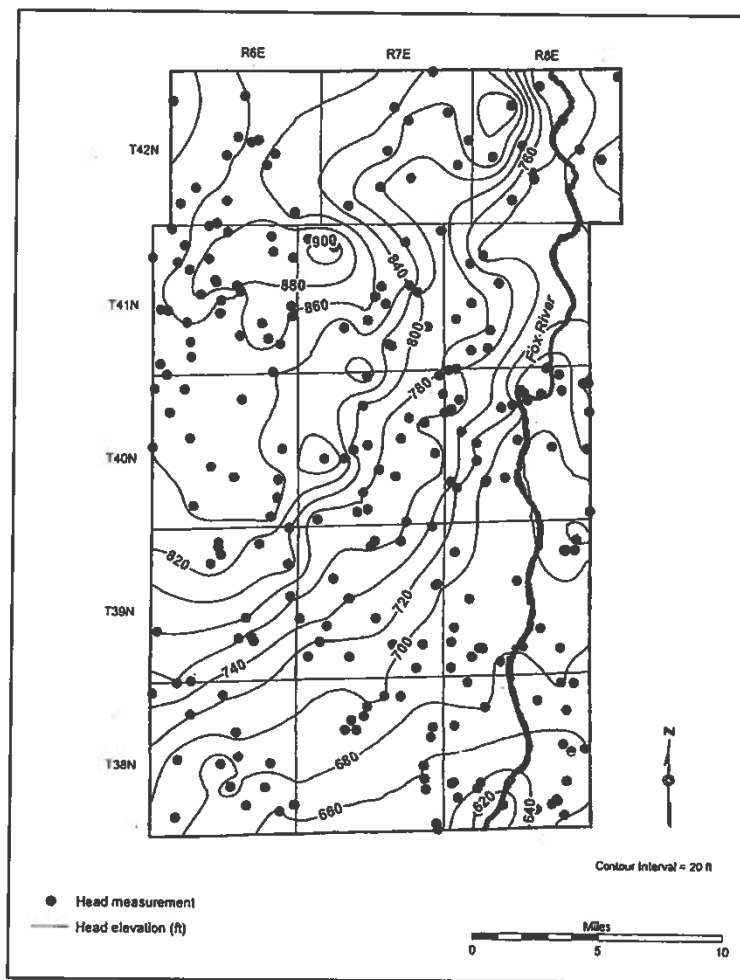 R6E R7E R8E
T42N
760
900
840
880
T41N
860
800
Fox River
780
T40N
820
T39N
720
740
700
N
680
T38N
660
620
640
Contour Interval = 20 ft
Head measurement
Head elevation (ft)
Miles
0 5 10